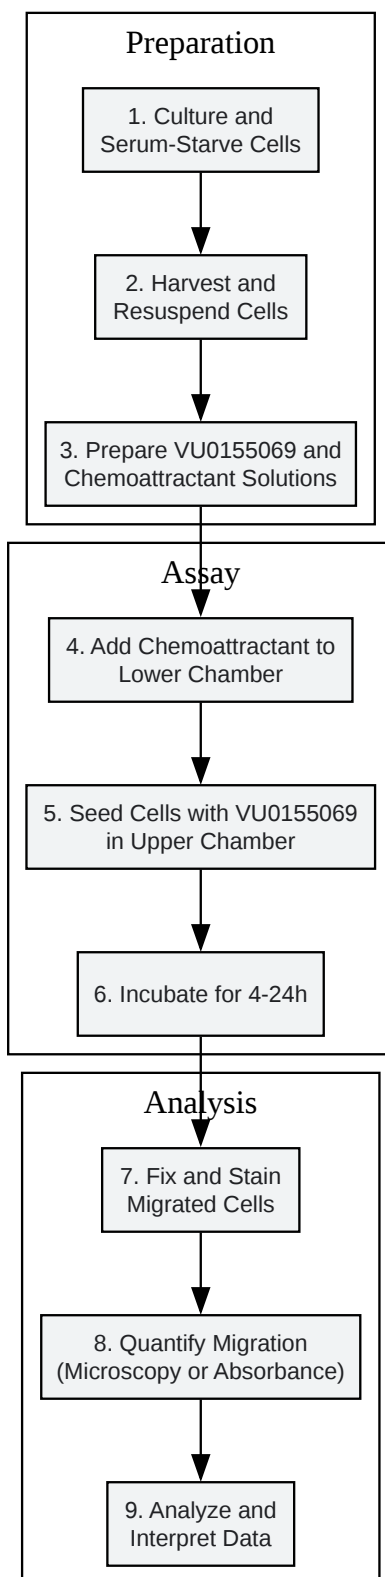 Preparation
1. Culture and
Serum-Starve Cells
2. Harvest and
Resuspend Cells
3. Prepare VU0155069 and
Chemoattractant Solutions
Assay
4. Add Chemoattractant to
Lower Chamber
5. Seed Cells with VU0155069
in Upper Chamber
6. Incubate for 4-24h
Analysis
7. Fix and Stain
Migrated Cells
8. Quantify Migration
(Microscopy or Absorbance)
9. Analyze and
Interpret Data